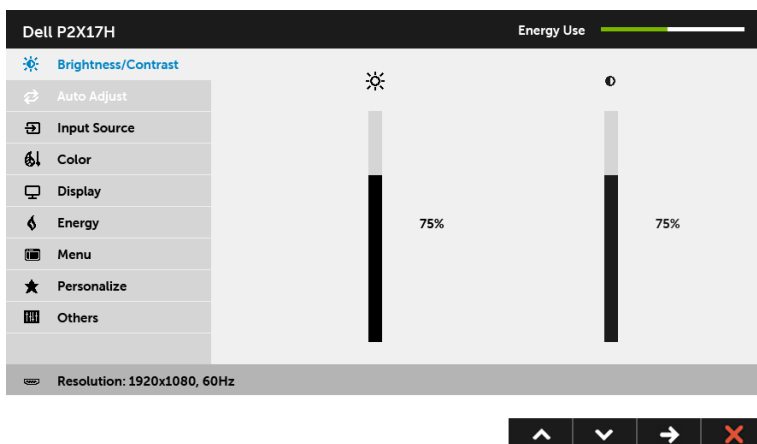 Dell P2X17H
Energy Use
Brightness/Contrast
Auto Adjust
Input Source
Color
Display
Energy
75%
75%
Menu
Personalize
Others
Resolution: 1920x1080, 60Hz